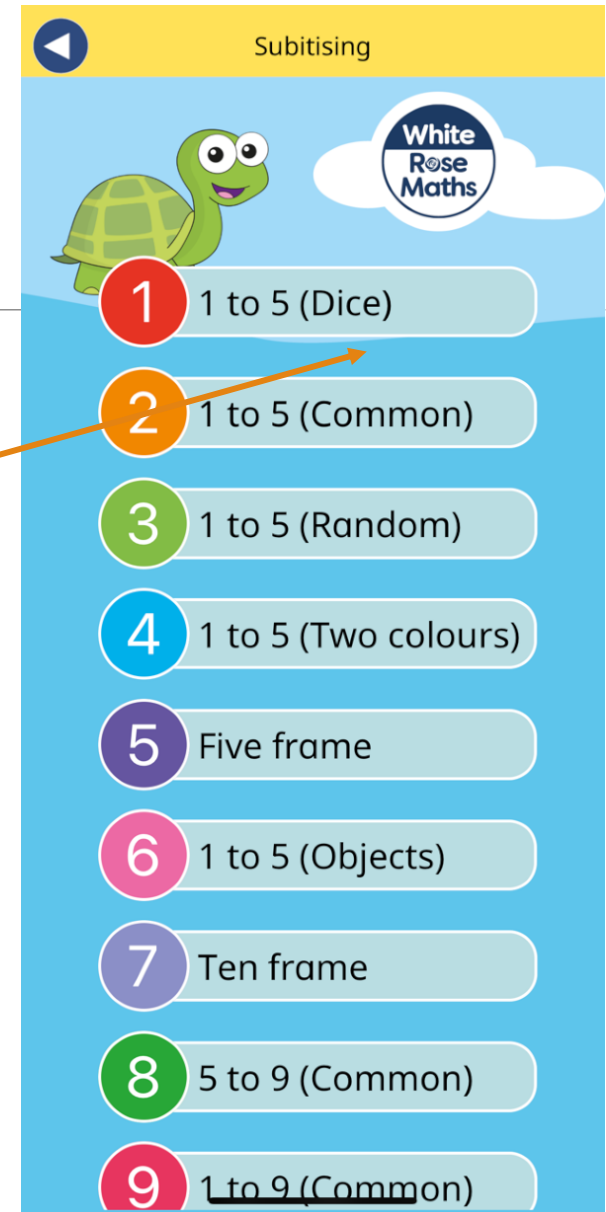 Subitising
White
Rose
Maths
1 1 to 5 (Dice)
2 1 to 5 (Common)
3 1 to 5 (Random)
4 1 to 5 (Two colours)
5 Five frame
6 1 to 5 (Objects)
7 Ten frame
8 5 to 9 (Common)
9 1 to 9 (Common)